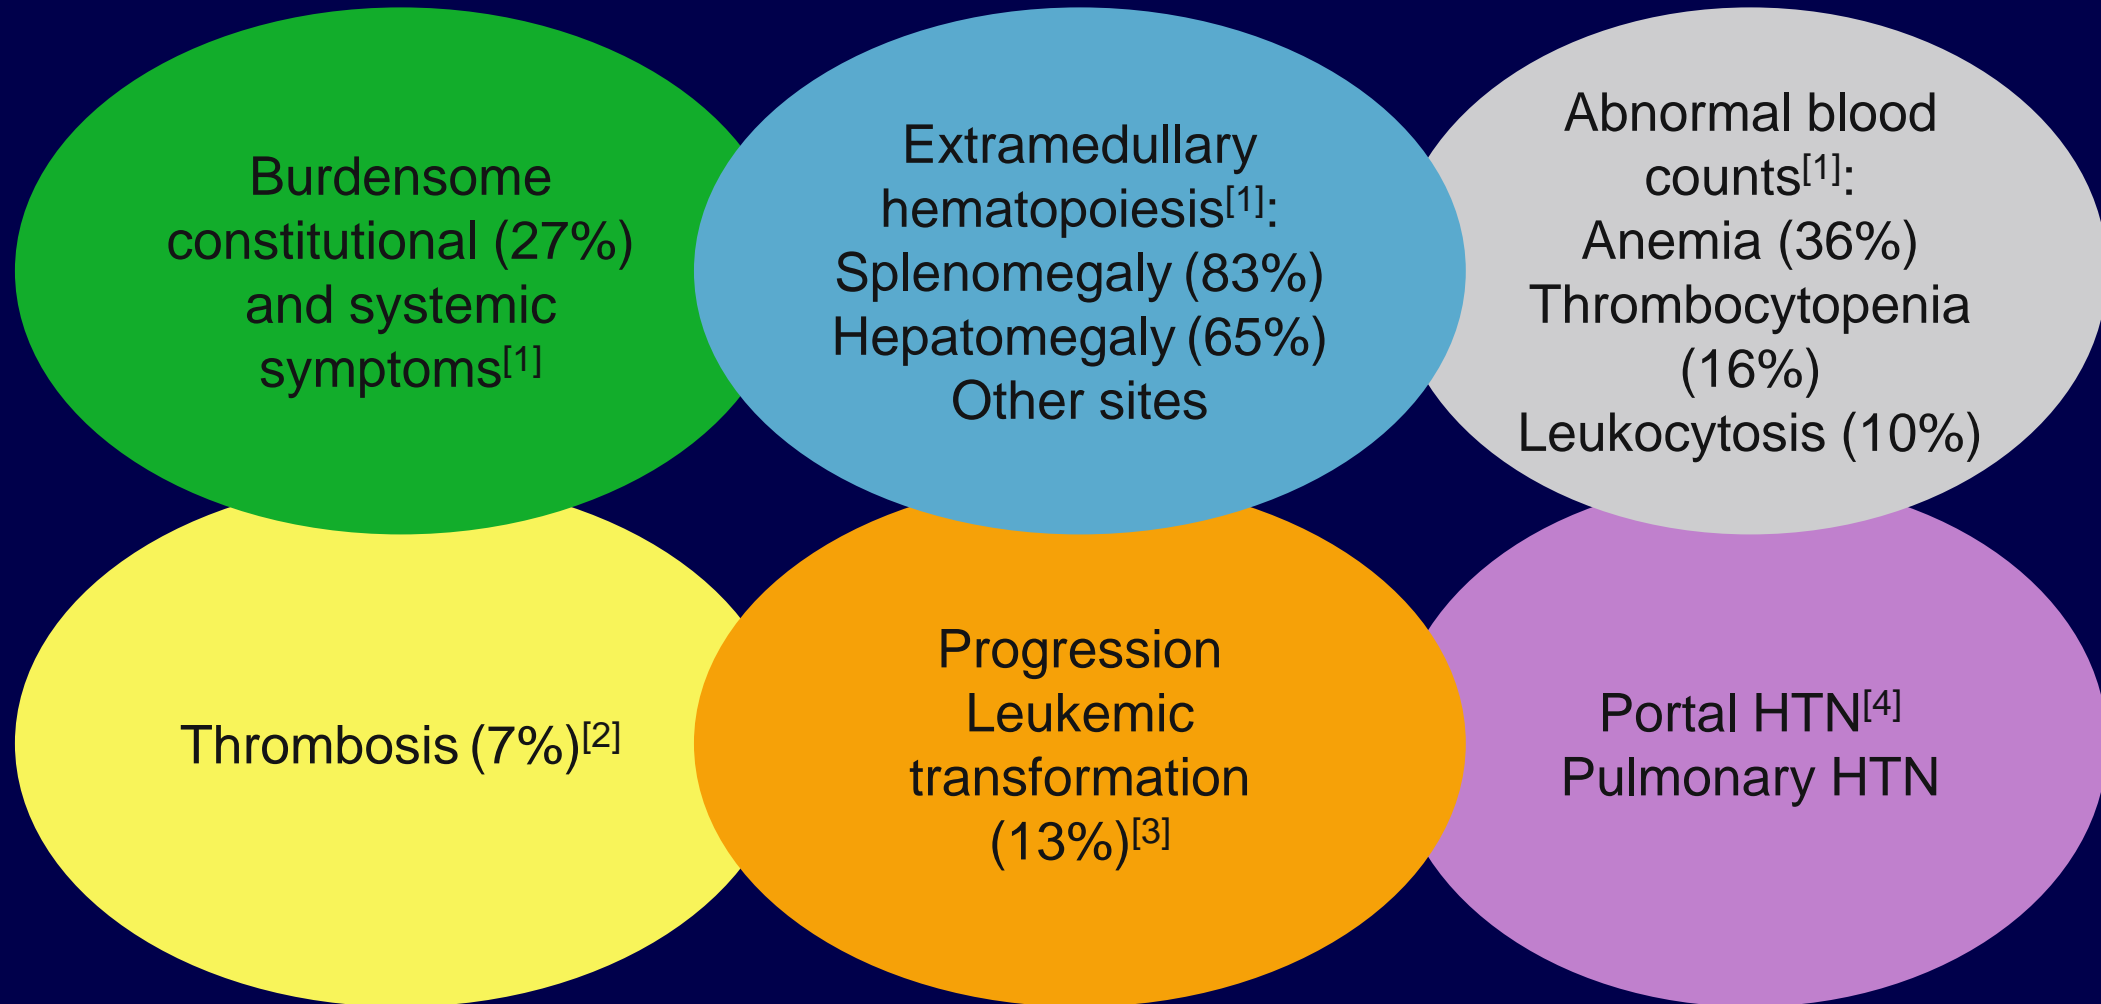 Burdensome
constitutional (27%)
and systemic
symptoms[1]
Extramedullary
hematopoiesis[1]:
Splenomegaly (83%)
Hepatomegaly (65%)
Other sites
Abnormal blood
counts[1]:
Anemia (36%)
Thrombocytopenia
(16%)
Leukocytosis (10%)
Thrombosis (7%)[2]
Progression
Leukemic
transformation
(13%)[3]
Portal HTN[4]
Pulmonary HTN